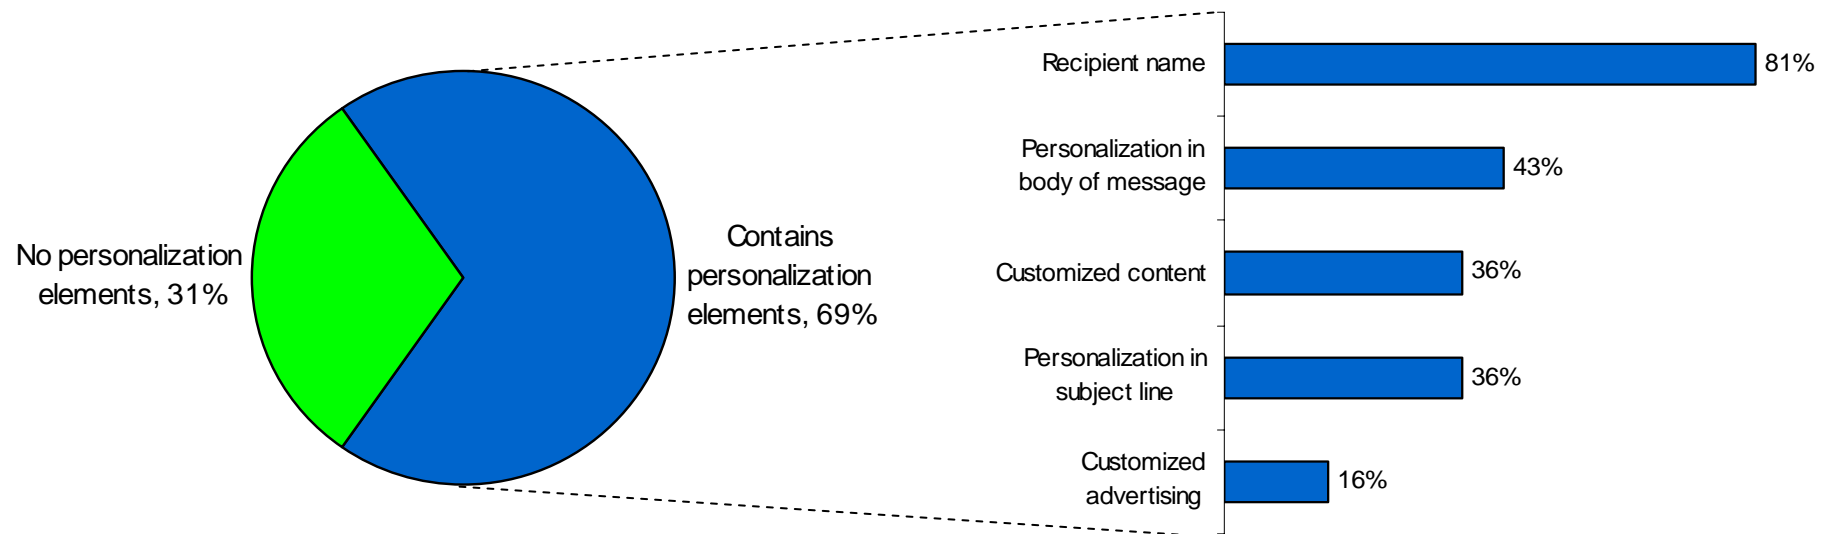 No personalization
elements, 31%
Contains
personalization
elements, 69%
Recipient name
81%
Personalization in
body of message
43%
Customized content
36%
Personalization in
subject line
36%
Customized
advertising
16%